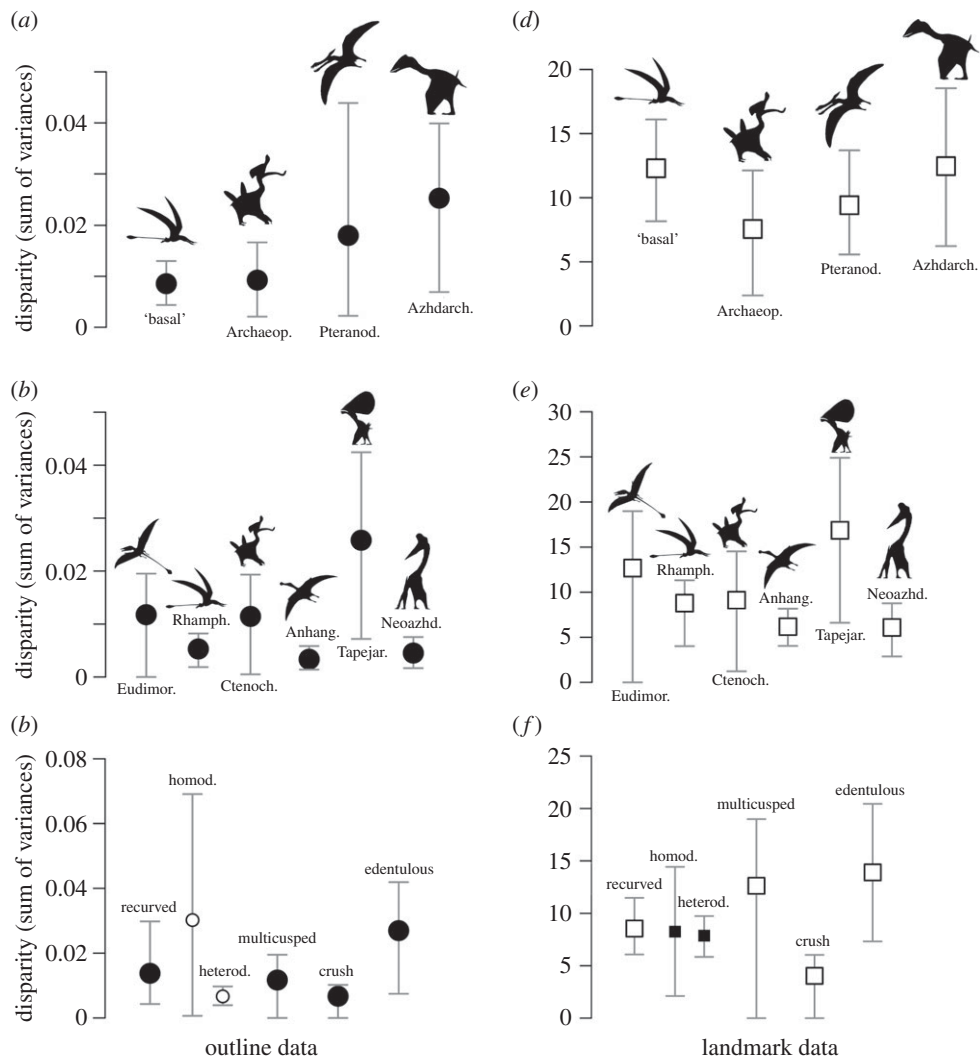 (a)
disparity (sum of variances)
0.04
0.02
0
'basal'
Archaeop.
Pteranod.
Azhdarch.
(d)
20
15
10
5
0
'basal'
Archaeop.
Pteranod.
Azhdarch.
(b)
disparity (sum of variances)
0.04
0.02
0
Eudimor.
Rhamph.
Ctenoch.
Anhang.
Tapejar.
Neoazhd.
(e)
30
25
20
15
10
5
0
Eudimor.
Rhamph.
Ctenoch.
Anhang.
Tapejar.
Neoazhd.
(b)
disparity (sum of variances)
0.08
0.06
0.04
0.02
0
recurved
homod.
heterod.
multicusped
crush
edentulous
outline data
(f)
25
20
15
10
5
0
recurved
homod.
heterod.
multicusped
crush
edentulous
landmark data